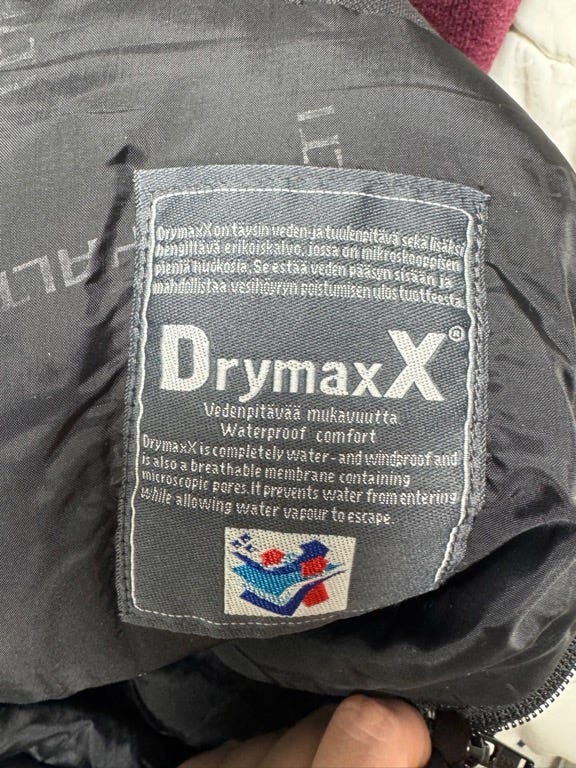 DrymaxX on täysin veden-ja tuulenpitävä sekä lisäksi
hengittävä erikoiskalvo, jossa on mikroskooppisen
pieniä huokosia. Se estää veden pääsyn sisään ja
mahdollistaa vesihöyryn poistumisen ulos tuotteesta.
DrymaxX®
Vedenpitävää mukavuutta
Waterproof comfort
DrymaxX is completely water- and windproof and
is also a breathable membrane containing
microscopic pores. It prevents water from entering
while allowing water vapour to escape.